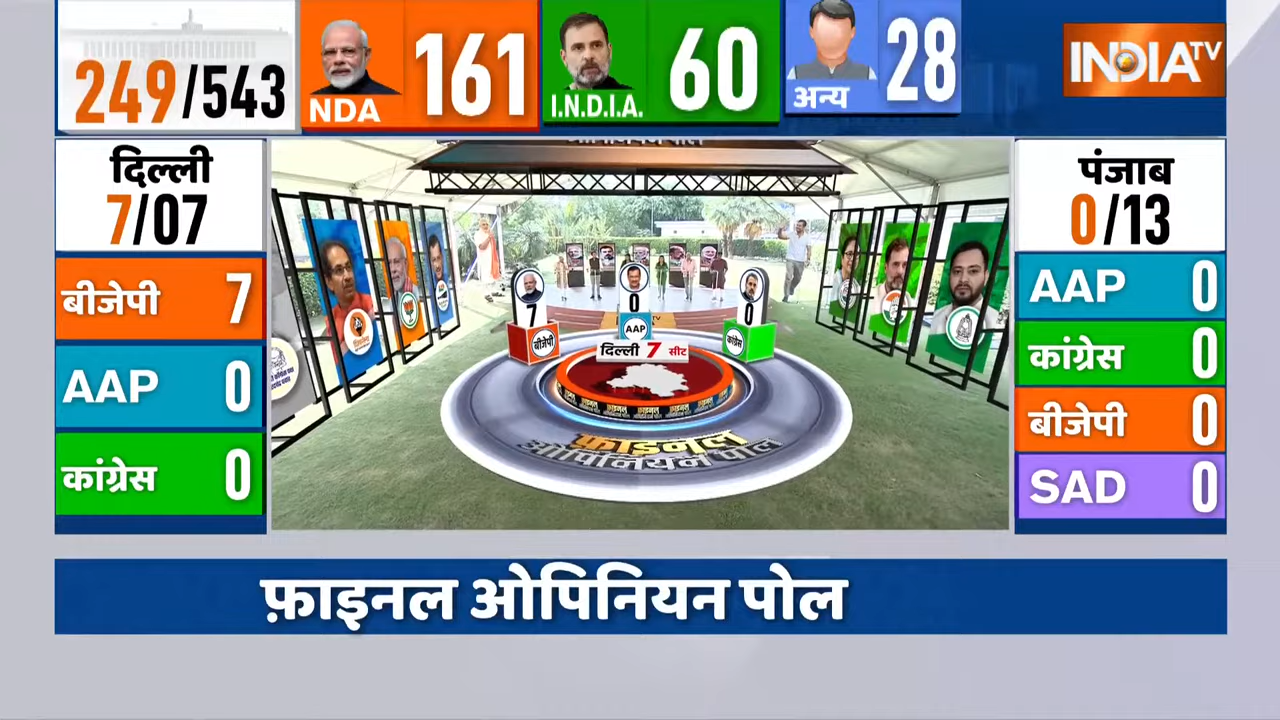 249/543
NDA
161
I.N.D.I.A.
60
अन्य
28
INDIA TV
दिल्ली
7/07
बीजेपी 7
AAP 0
कांग्रेस 0
7
बीजेपी
0
AAP
0
कांग्रेस
दिल्ली 7 सीट
फ़ाइनल
ओपिनियन पोल
पंजाब
0/13
AAP 0
कांग्रेस 0
बीजेपी 0
SAD 0
फ़ाइनल ओपिनियन पोल